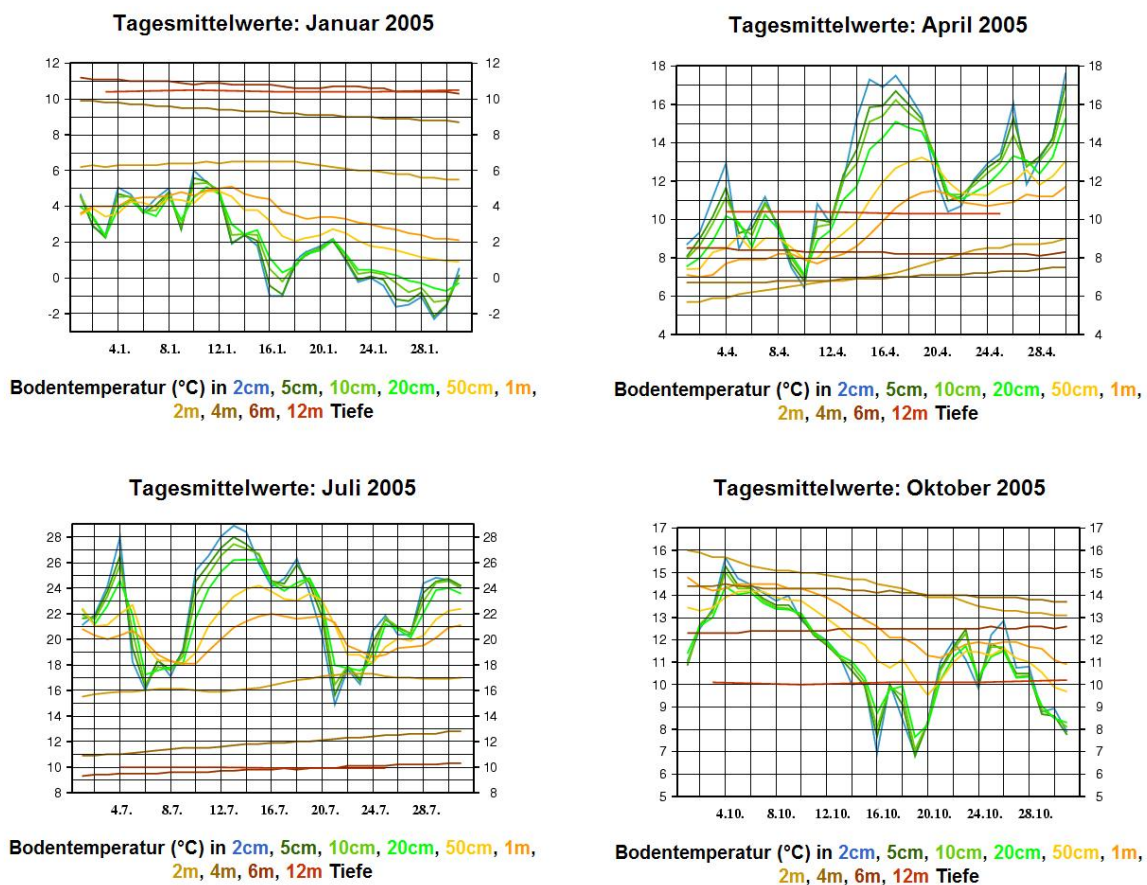 Tagesmittelwerte: Januar 2005
12 12
10 10
8 8
6 6
4 4
2 2
0 0
-2 -2
4.1. 8.1. 12.1. 16.1. 20.1. 24.1. 28.1.
Bodentemperatur (°C) in 2cm, 5cm, 10cm, 20cm, 50cm, 1m,
2m, 4m, 6m, 12m Tiefe
Tagesmittelwerte: April 2005
18 18
16 16
14 14
12 12
10 10
8 8
6 6
4 4
4.4. 8.4. 12.4. 16.4. 20.4. 24.4. 28.4.
Bodentemperatur (°C) in 2cm, 5cm, 10cm, 20cm, 50cm, 1m,
2m, 4m, 6m, 12m Tiefe
Tagesmittelwerte: Juli 2005
28 28
26 26
24 24
22 22
20 20
18 18
16 16
14 14
12 12
10 10
8 8
4.7. 8.7. 12.7. 16.7. 20.7. 24.7. 28.7.
Bodentemperatur (°C) in 2cm, 5cm, 10cm, 20cm, 50cm, 1m,
2m, 4m, 6m, 12m Tiefe
Tagesmittelwerte: Oktober 2005
17 17
16 16
15 15
14 14
13 13
12 12
11 11
10 10
9 9
8 8
7 7
6 6
5 5
4.10. 8.10. 12.10. 16.10. 20.10. 24.10. 28.10.
Bodentemperatur (°C) in 2cm, 5cm, 10cm, 20cm, 50cm, 1m,
2m, 4m, 6m, 12m Tiefe